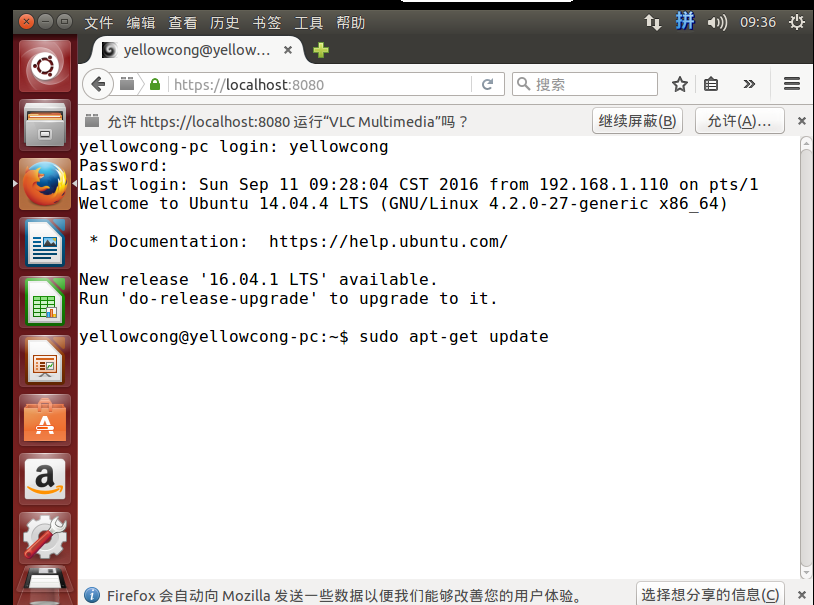 文件 编辑 查看 历史 书签 工具 帮助 拼 09:36
yellowcong@yellow...
https://localhost:8080 搜索
允许 https://localhost:8080 运行“VLC Multimedia”吗？ 继续屏蔽(B) 允许(A)...
yellowcong-pc login: yellowcong
Password:
Last login: Sun Sep 11 09:28:04 CST 2016 from 192.168.1.110 on pts/1
Welcome to Ubuntu 14.04.4 LTS (GNU/Linux 4.2.0-27-generic x86_64)
* Documentation:  https://help.ubuntu.com/
New release '16.04.1 LTS' available.
Run 'do-release-upgrade' to upgrade to it.
yellowcong@yellowcong-pc:~$ sudo apt-get update
Firefox 会自动向 Mozilla 发送一些数据以便我们能够改善您的用户体验。 选择想分享的信息(C)